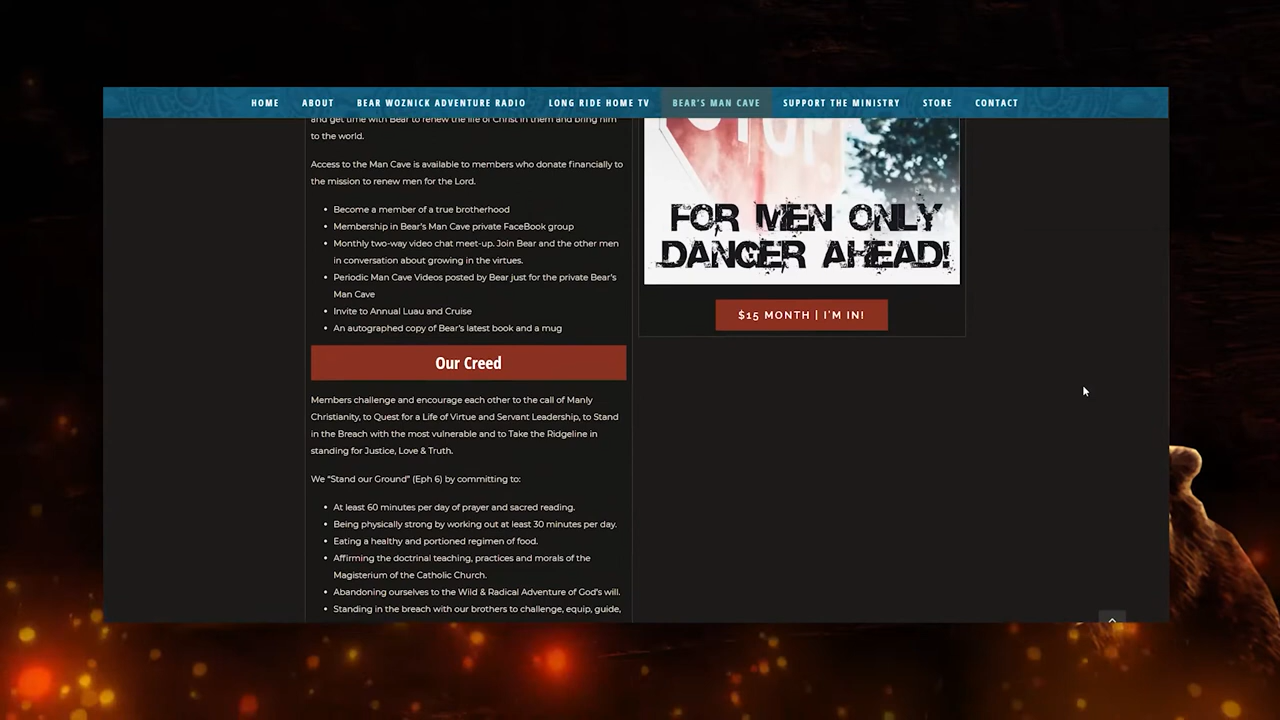 HOME ABOUT BEAR WOZNICK ADVENTURE RADIO LONG RIDE HOME TV BEAR'S MAN CAVE SUPPORT THE MINISTRY STORE CONTACT
and get time with Bear to renew the life of Christ in them and bring him
to the world.
Access to the Man Cave is available to members who donate financially to
the mission to renew men for the Lord.
• Become a member of a true brotherhood
• Membership in Bear's Man Cave private FaceBook group
• Monthly two-way video chat meet-up. Join Bear and the other men
in conversation about growing in the virtues.
• Periodic Man Cave Videos posted by Bear just for the private Bear's
Man Cave
• Invite to Annual Luau and Cruise
• An autographed copy of Bear's latest book and a mug
Our Creed
Members challenge and encourage each other to the call of Manly
Christianity, to Quest for a Life of Virtue and Servant Leadership, to Stand
in the Breach with the most vulnerable and to Take the Ridgeline in
standing for Justice, Love & Truth.
We "Stand our Ground" (Eph 6) by committing to:
• At least 60 minutes per day of prayer and sacred reading.
• Being physically strong by working out at least 30 minutes per day.
• Eating a healthy and portioned regimen of food.
• Affirming the doctrinal teaching, practices and morals of the
Magisterium of the Catholic Church.
• Abandoning ourselves to the Wild & Radical Adventure of God's will.
• Standing in the breach with our brothers to challenge, equip, guide,
FOR MEN ONLY
DANGER AHEAD!
$15 MONTH | I'M IN!